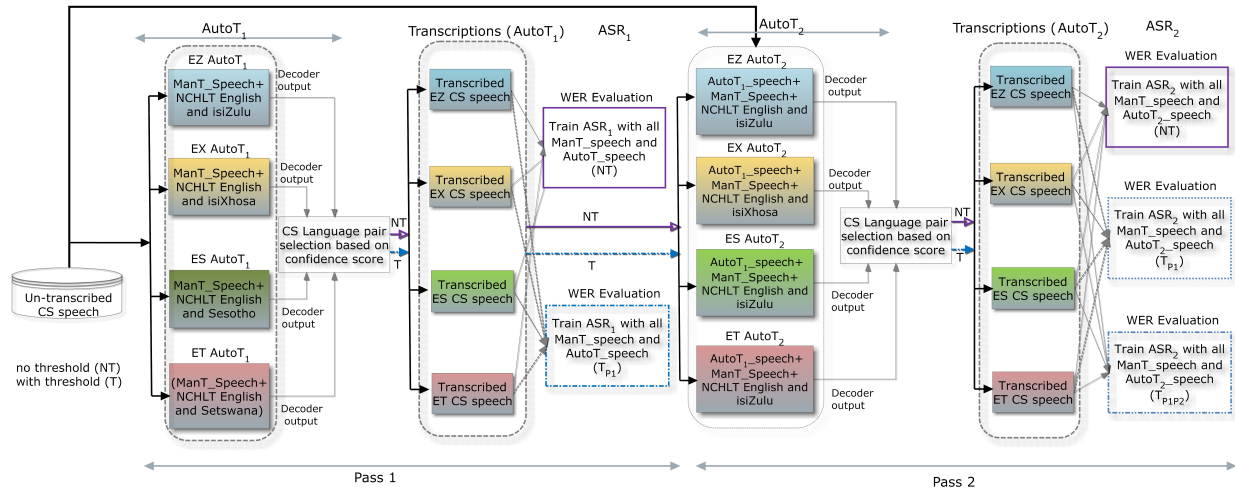 AutoT1
EZ AutoT1
ManT_Speech+
NCHLT English
and isiZulu
Decoder
output
EX AutoT1
ManT_Speech+
NCHLT English
and isiXhosa
Decoder
output
ES AutoT1
ManT_Speech+
NCHLT English
and Sesotho
Decoder
output
ET AutoT1
(ManT_Speech+
NCHLT English
and Setswana)
Decoder
output
Un-transcribed
CS speech
no threshold (NT)
with threshold (T)
CS Language pair
selection based on
confidence score
NT
T
Transcriptions (AutoT1)
Transcribed
EZ CS speech
Transcribed
EX CS speech
Transcribed
ES CS speech
Transcribed
ET CS speech
ASR1
WER Evaluation
Train ASR1 with all
ManT_speech and
AutoT_speech
(NT)
NT
T
WER Evaluation
Train ASR1 with all
ManT_speech and
AutoT_speech
(TP1)
Pass 1
AutoT2
EZ AutoT2
AutoT1_speech+
ManT_Speech+
NCHLT English and
isiZulu
Decoder
output
EX AutoT2
AutoT1_speech+
ManT_Speech+
NCHLT English and
isiXhosa
Decoder
output
ES AutoT2
AutoT1_speech+
ManT_Speech+
NCHLT English and
isiZulu
Decoder
output
ET AutoT2
AutoT1_speech+
ManT_Speech+
NCHLT English and
isiZulu
Decoder
output
CS Language pair
selection based on
confidence score
NT
T
Transcriptions (AutoT2)
Transcribed
EZ CS speech
Transcribed
EX CS speech
Transcribed
ES CS speech
Transcribed
ET CS speech
ASR2
WER Evaluation
Train ASR2 with all
ManT_speech and
AutoT2_speech
(NT)
WER Evaluation
Train ASR2 with all
ManT_speech and
AutoT2_speech
(TP1)
WER Evaluation
Train ASR2 with all
ManT_speech and
AutoT2_speech
(TP1P2)
Pass 2